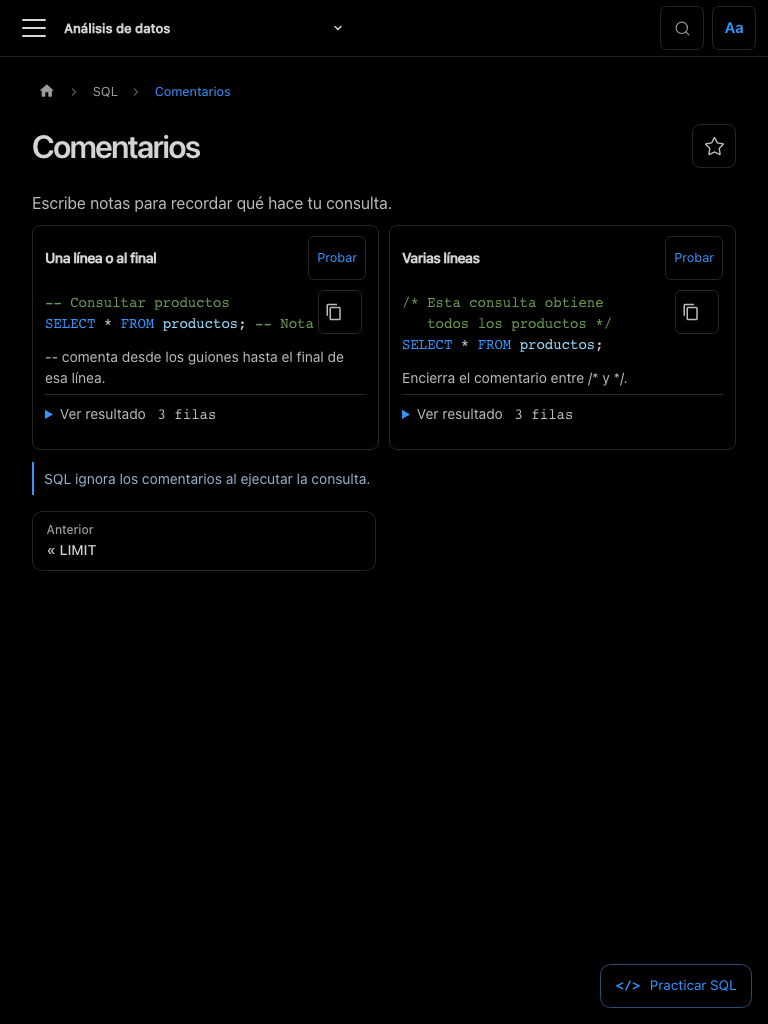 Análisis de datos
Aa
SQL
Comentarios
Comentarios
Escribe notas para recordar qué hace tu consulta.
Una línea o al final
Probar
-- Consultar productos
SELECT * FROM productos; -- Nota
-- comenta desde los guiones hasta el final de
esa línea.
Ver resultado 3 filas
Varias líneas
Probar
/* Esta consulta obtiene
todos los productos */
SELECT * FROM productos;
Encierra el comentario entre /* y */.
Ver resultado 3 filas
SQL ignora los comentarios al ejecutar la consulta.
Anterior
« LIMIT
</> Practicar SQL